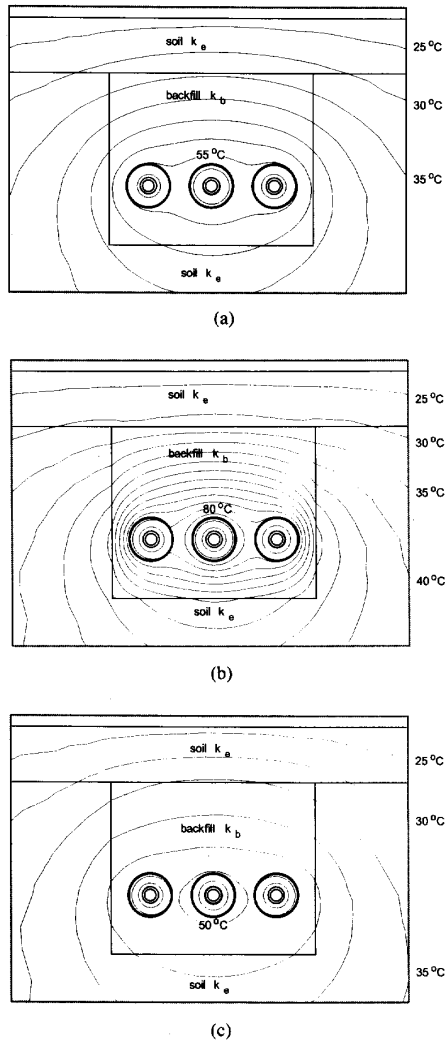 soil k e
25 °C
backfill k b
30 °C
55 °C
35 °C
soil k e
(a)
soil k e
25 °C
30 °C
backfill k b
35 °C
80 °C
40 °C
soil k e
(b)
soil k e
25 °C
30 °C
backfill k b
50 °C
soil k e
35 °C
(c)